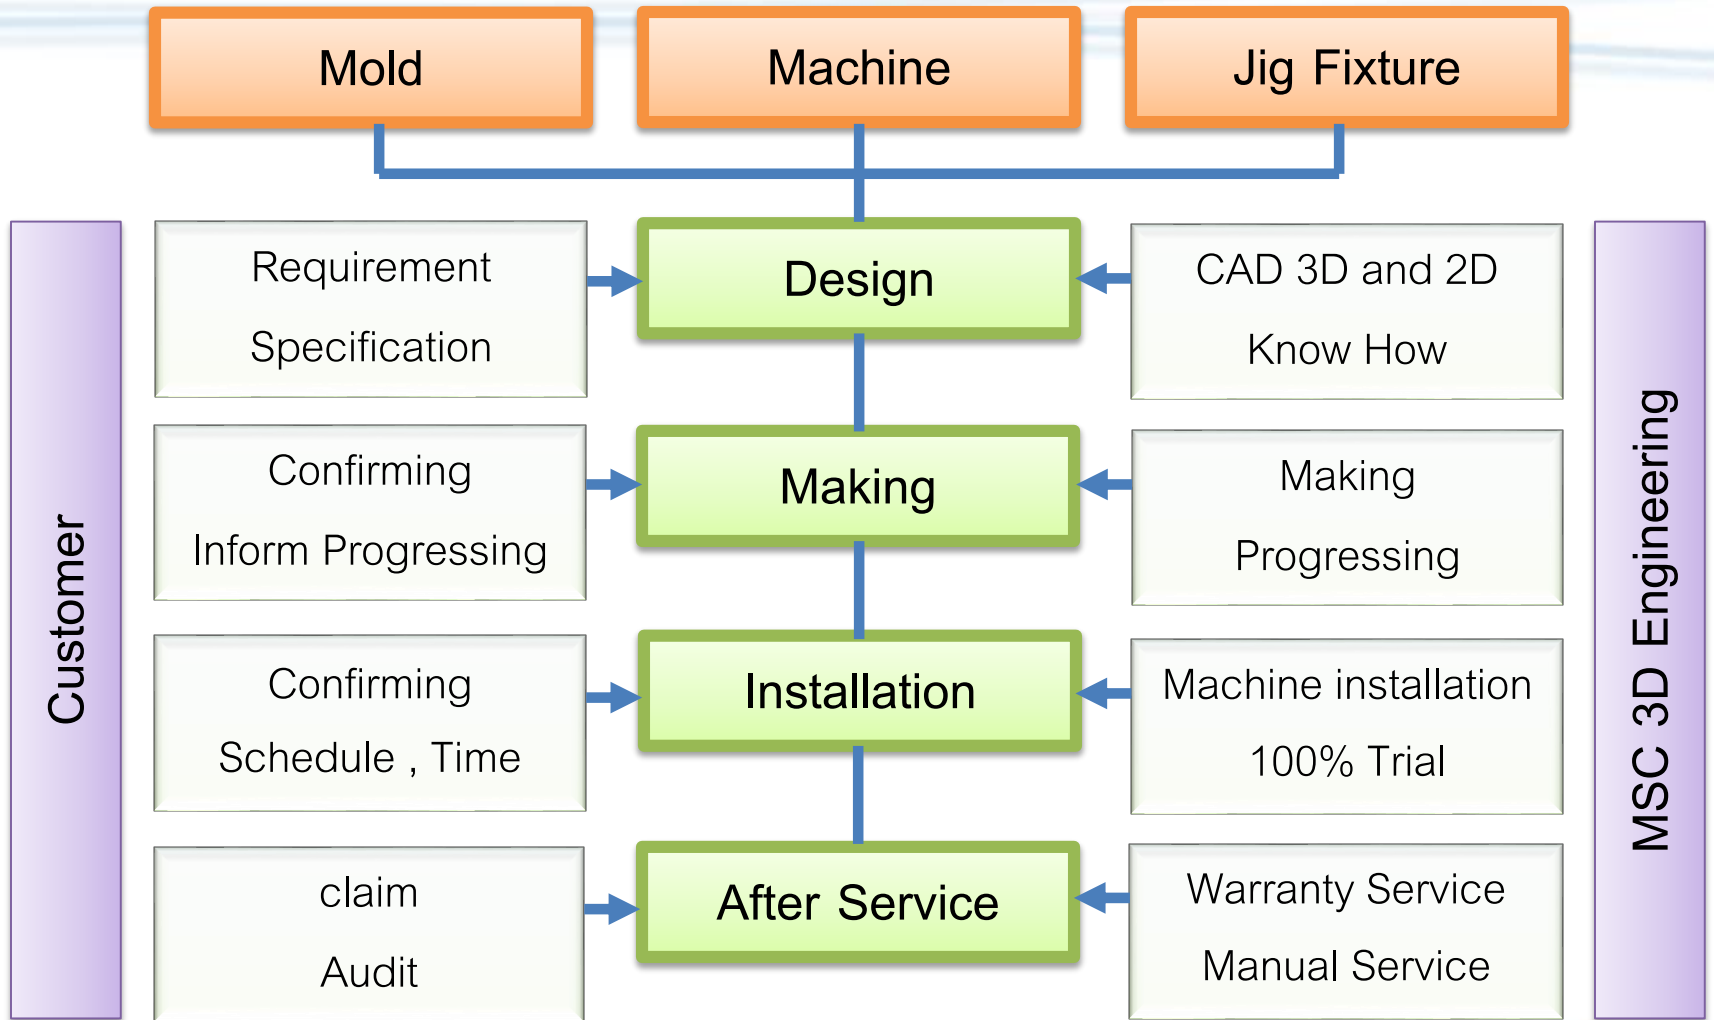 Mold
Machine
Jig Fixture
Customer
Requirement
Specification
Design
CAD 3D and 2D
Know How
Confirming
Inform Progressing
Making
Making
Progressing
Confirming
Schedule , Time
Installation
Machine installation
100% Trial
claim
Audit
After Service
Warranty Service
Manual Service
MSC 3D Engineering